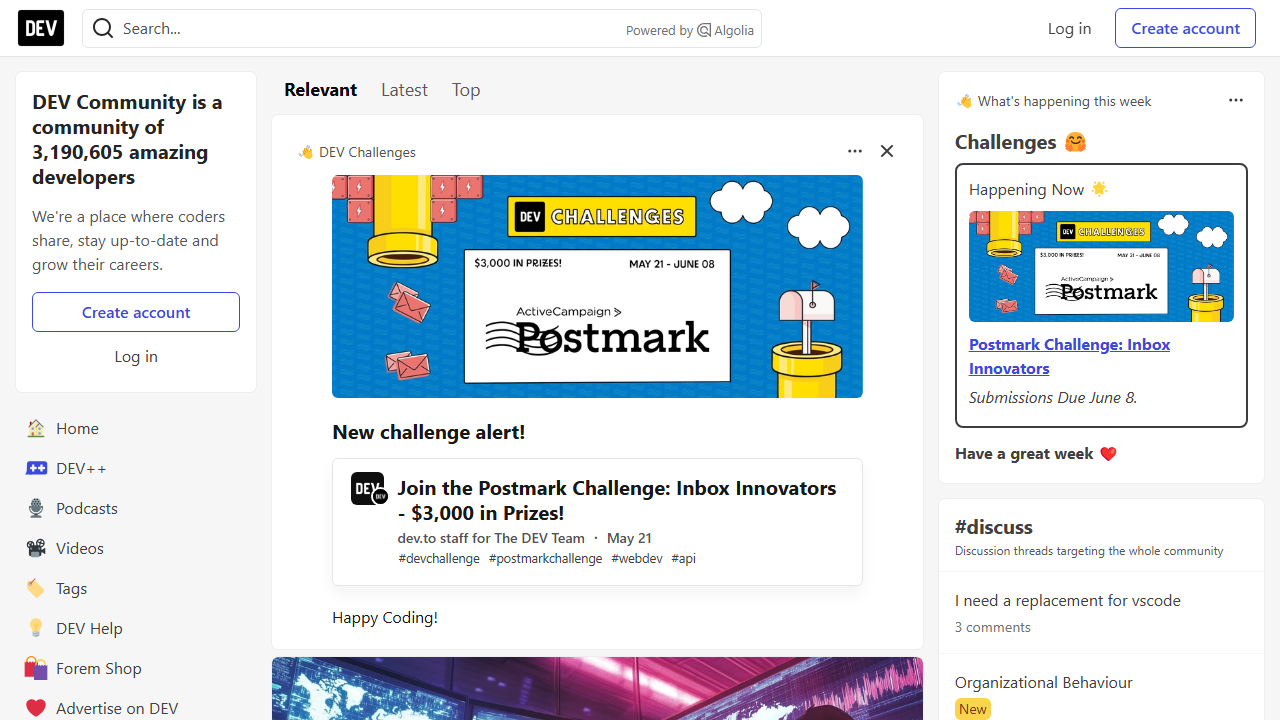 DEV
Search...
Powered by Algolia
Log in
Create account
DEV Community is a
community of
3,190,605 amazing
developers
We're a place where coders
share, stay up-to-date and
grow their careers.
Create account
Log in
Home
DEV++
Podcasts
Videos
Tags
DEV Help
Forem Shop
Advertise on DEV
Relevant
Latest
Top
👋 DEV Challenges
DEV CHALLENGES
$3,000 IN PRIZES!
MAY 21 - JUNE 08
ActiveCampaign >
Postmark
New challenge alert!
DEV
DEV
Join the Postmark Challenge: Inbox Innovators
- $3,000 in Prizes!
dev.to staff for The DEV Team ・ May 21
#devchallenge #postmarkchallenge #webdev #api
Happy Coding!
👋 What's happening this week
Challenges 🤗
Happening Now 🌟
DEV CHALLENGES
$3,000 IN PRIZES!
MAY 21 - JUNE 08
ActiveCampaign >
Postmark
Postmark Challenge: Inbox
Innovators
Submissions Due June 8.
Have a great week ❤️
#discuss
Discussion threads targeting the whole community
I need a replacement for vscode
3 comments
Organizational Behaviour
New